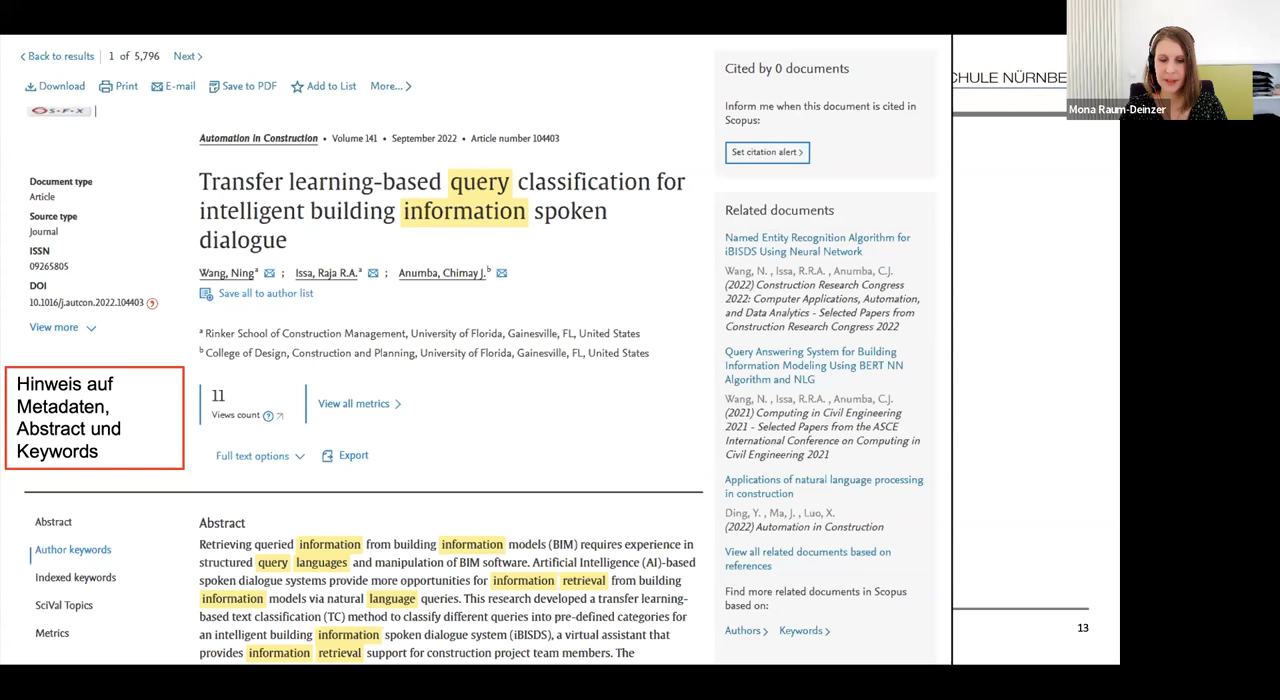 Back to results | 1 of 5,796 Next
Download Print E-mail Save to PDF Add to List More...
S·F·X
Automation in Construction • Volume 141 • September 2022 • Article number 104403
Transfer learning-based query classification for
intelligent building information spoken
dialogue
Wang, Ningª ; Issa, Raja R.A.ª ; Anumba, Chimay J.ᵇ
Save all to author list
ª Rinker School of Construction Management, University of Florida, Gainesville, FL, United States
ᵇ College of Design, Construction and Planning, University of Florida, Gainesville, FL, United States
Document type
Article
Source type
Journal
ISSN
09265805
DOI
10.1016/j.autcon.2022.104403
View more
Hinweis auf
Metadaten,
Abstract und
Keywords
11
Views count
View all metrics
Full text options Export
Abstract
Author keywords
Indexed keywords
SciVal Topics
Metrics
Abstract
Retrieving queried information from building information models (BIM) requires experience in
structured query languages and manipulation of BIM software. Artificial Intelligence (AI)-based
spoken dialogue systems provide more opportunities for information retrieval from building
information models via natural language queries. This research developed a transfer learning-
based text classification (TC) method to classify different queries into pre-defined categories for
an intelligent building information spoken dialogue system (iBISDS), a virtual assistant that
provides information retrieval support for construction project team members. The
Cited by 0 documents
Inform me when this document is cited in
Scopus:
Set citation alert
Related documents
Named Entity Recognition Algorithm for
iBISDS Using Neural Network
Wang, N. , Issa, R.R.A. , Anumba, C.J.
(2022) Construction Research Congress
2022: Computer Applications, Automation,
and Data Analytics - Selected Papers from
Construction Research Congress 2022
Query Answering System for Building
Information Modeling Using BERT NN
Algorithm and NLG
Wang, N. , Issa, R.R.A. , Anumba, C.J.
(2021) Computing in Civil Engineering
2021 - Selected Papers from the ASCE
International Conference on Computing in
Civil Engineering 2021
Applications of natural language processing
in construction
Ding, Y. , Ma, J. , Luo, X.
(2022) Automation in Construction
View all related documents based on
references
Find more related documents in Scopus
based on:
Authors Keywords
CHULE NÜRNBE
Mona Raum-Deinzer
13